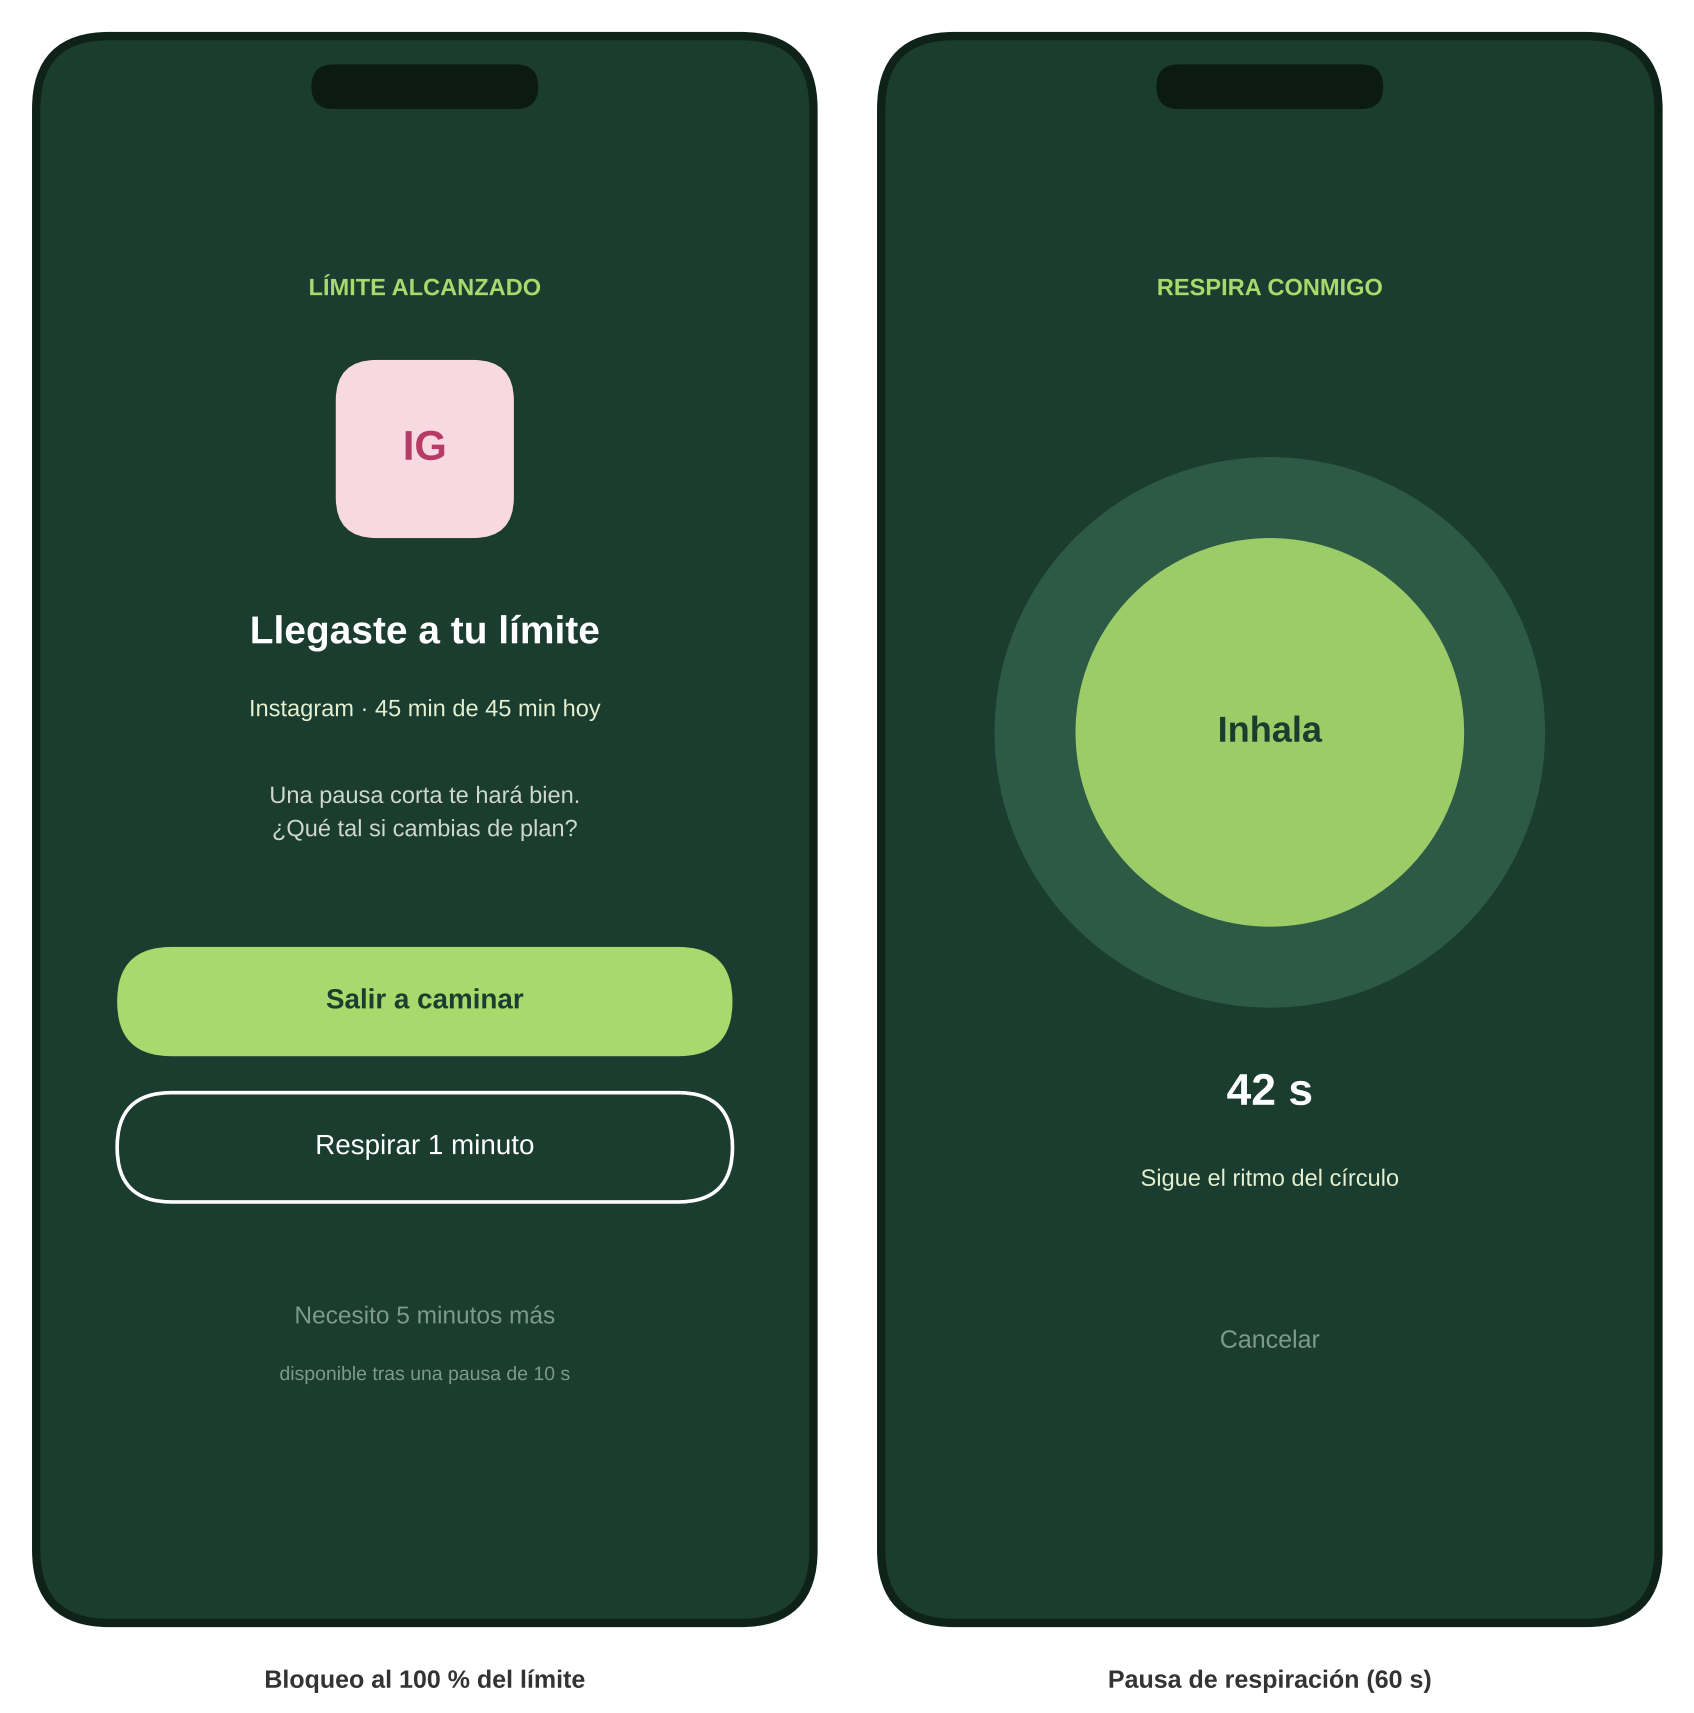 LÍMITE ALCANZADO
IG
Llegaste a tu límite
Instagram · 45 min de 45 min hoy
Una pausa corta te hará bien.
¿Qué tal si cambias de plan?
Salir a caminar
Respirar 1 minuto
Necesito 5 minutos más
disponible tras una pausa de 10 s
Bloqueo al 100 % del límite
RESPIRA CONMIGO
Inhala
42 s
Sigue el ritmo del círculo
Cancelar
Pausa de respiración (60 s)